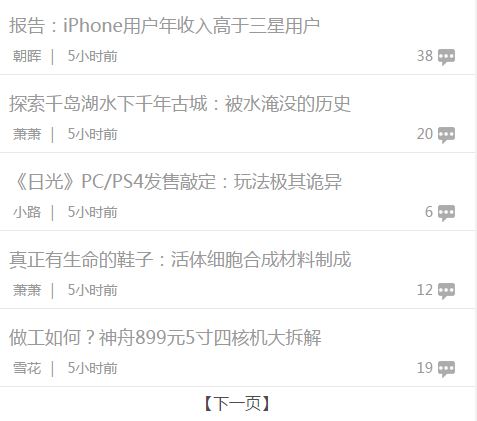 报告：iPhone用户年收入高于三星用户
朝晖 | 5小时前 38
探索千岛湖水下千年古城：被水淹没的历史
萧萧 | 5小时前 20
《日光》PC/PS4发售敲定：玩法极其诡异
小路 | 5小时前 6
真正有生命的鞋子：活体细胞合成材料制成
萧萧 | 5小时前 12
做工如何？神舟899元5寸四核机大拆解
雪花 | 5小时前 19
【下一页】